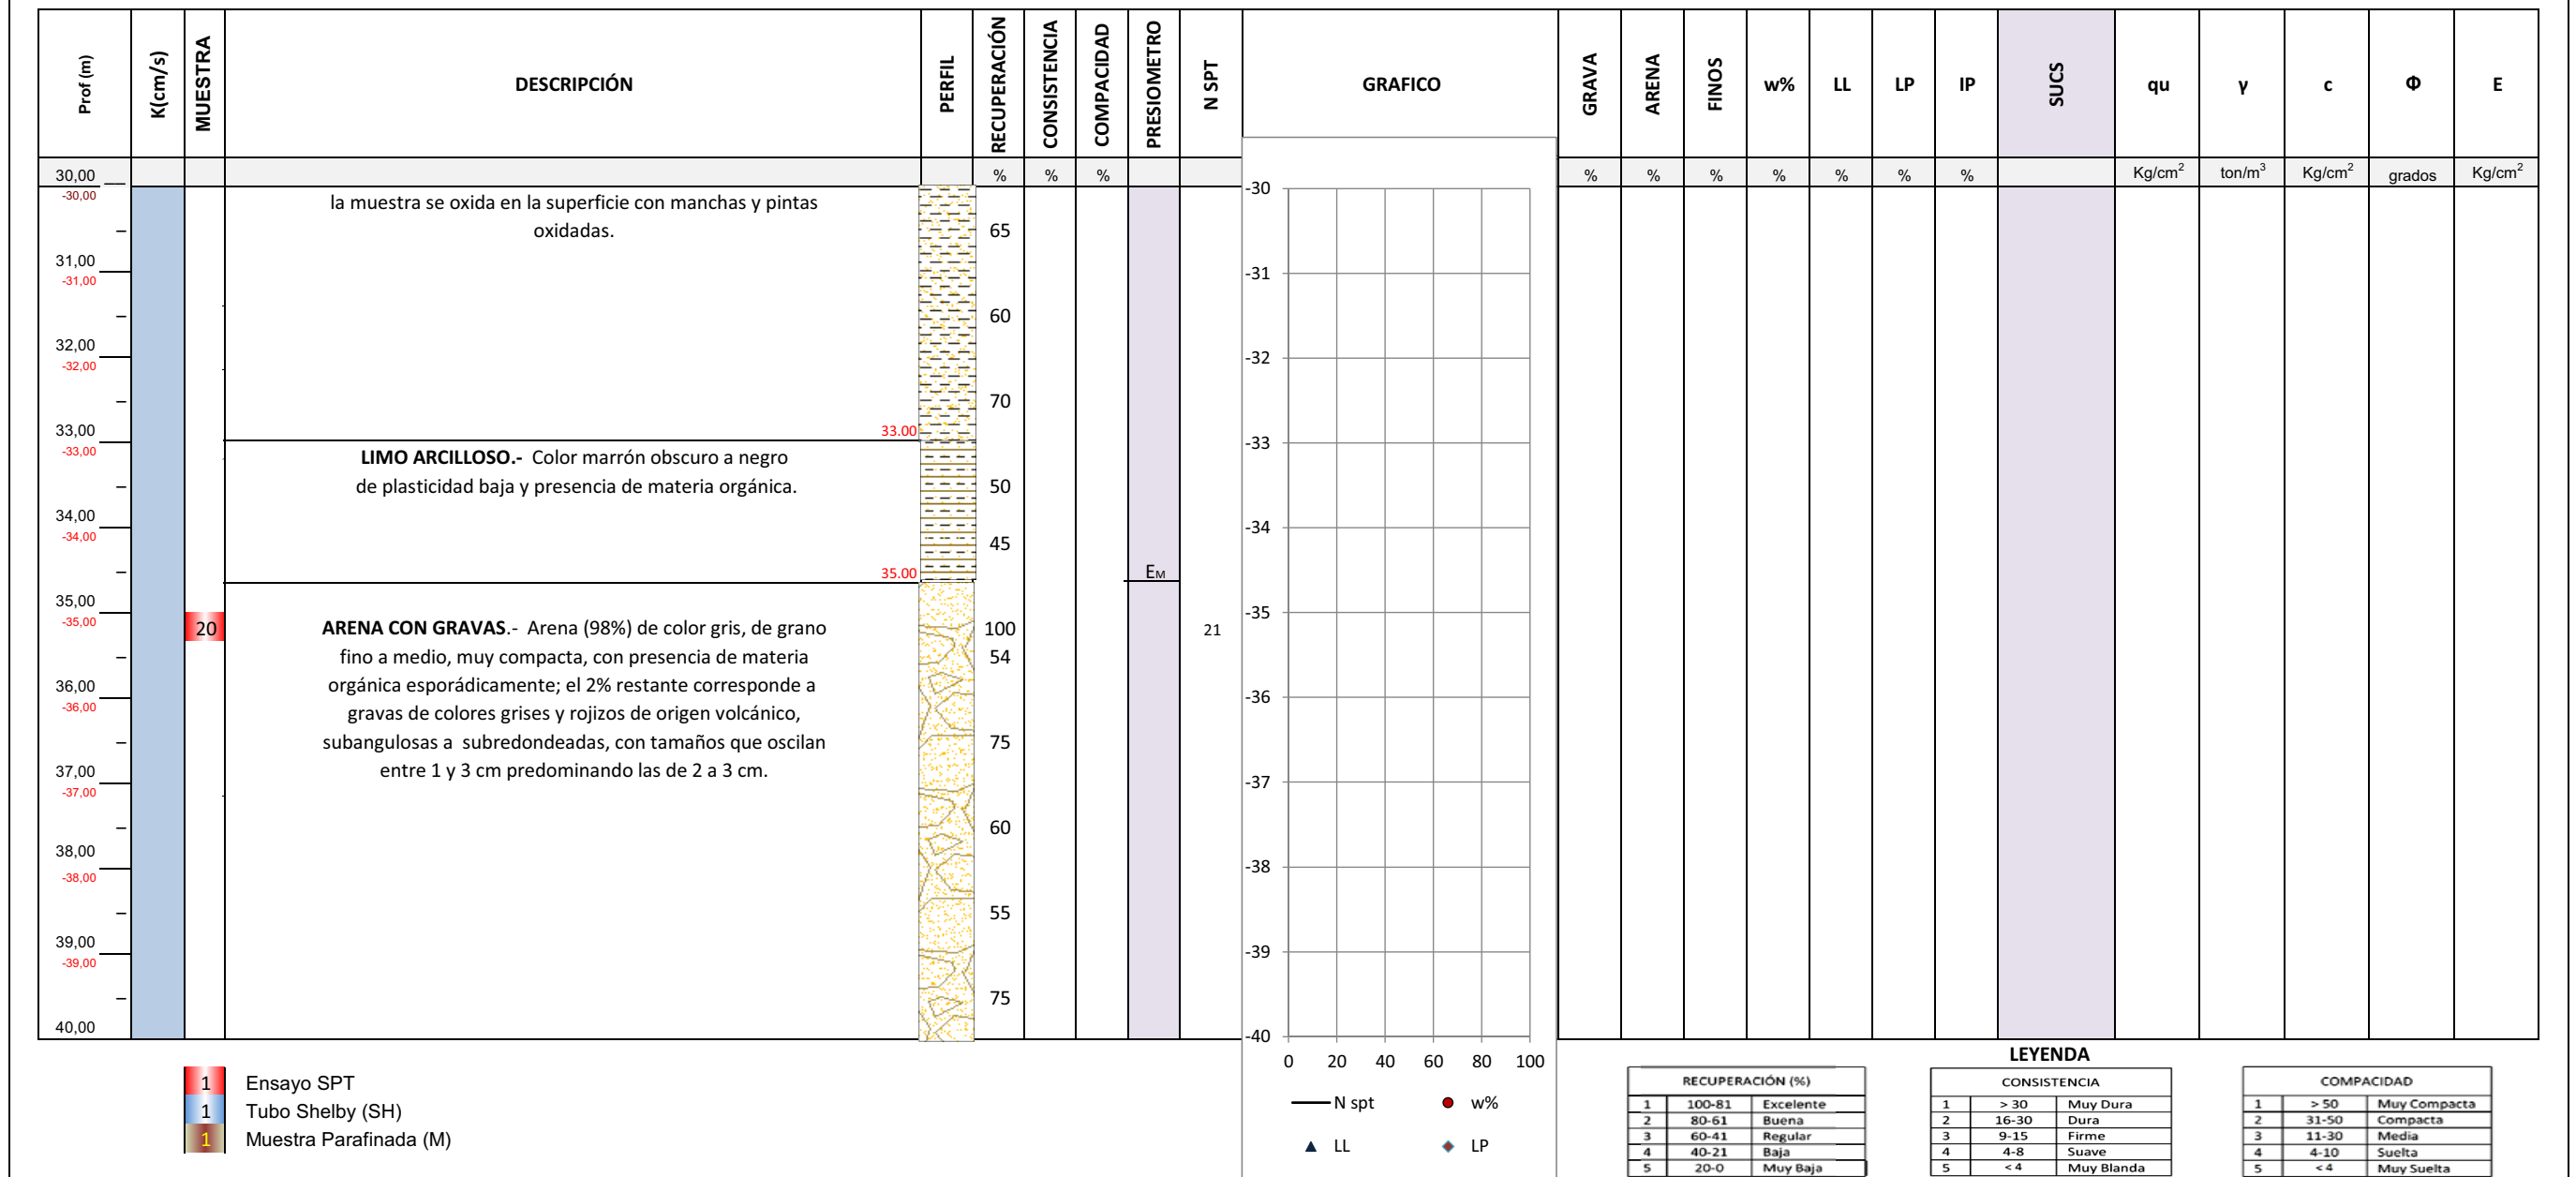 Prof (m) K(cm/s) MUESTRA DESCRIPCIÓN PERFIL RECUPERACIÓN CONSISTENCIA COMPACIDAD PRESIOMETRO N SPT GRAFICO GRAVA ARENA FINOS w% LL LP IP SUCS qu γ c Φ E
30,00 % % % % % % % % % % Kg/cm² ton/m³ Kg/cm² grados Kg/cm²
-30,00 -30
la muestra se oxida en la superficie con manchas y pintas
oxidadas. 65
31,00 -31
-31,00
60
32,00 -32
-32,00
70
33,00 33.00 -33
-33,00
LIMO ARCILLOSO.- Color marrón obscuro a negro
de plasticidad baja y presencia de materia orgánica. 50
34,00 -34
-34,00
45
35.00 EM
35,00 -35
-35,00
20 ARENA CON GRAVAS.- Arena (98%) de color gris, de grano 100 21
fino a medio, muy compacta, con presencia de materia 54
orgánica esporádicamente; el 2% restante corresponde a
36,00 -36
-36,00
gravas de colores grises y rojizos de origen volcánico,
subangulosas a subredondeadas, con tamaños que oscilan 75
entre 1 y 3 cm predominando las de 2 a 3 cm.
37,00 -37
-37,00
60
38,00 -38
-38,00
55
39,00 -39
-39,00
75
40,00 -40
0 20 40 60 80 100
N spt w%
LL LP
1 Ensayo SPT
1 Tubo Shelby (SH)
1 Muestra Parafinada (M)
LEYENDA
RECUPERACIÓN (%)
1 100-81 Excelente
2 80-61 Buena
3 60-41 Regular
4 40-21 Baja
5 20-0 Muy Baja
CONSISTENCIA
1 > 30 Muy Dura
2 16-30 Dura
3 9-15 Firme
4 4-8 Suave
5 < 4 Muy Blanda
COMPACIDAD
1 > 50 Muy Compacta
2 31-50 Compacta
3 11-30 Media
4 4-10 Suelta
5 < 4 Muy Suelta